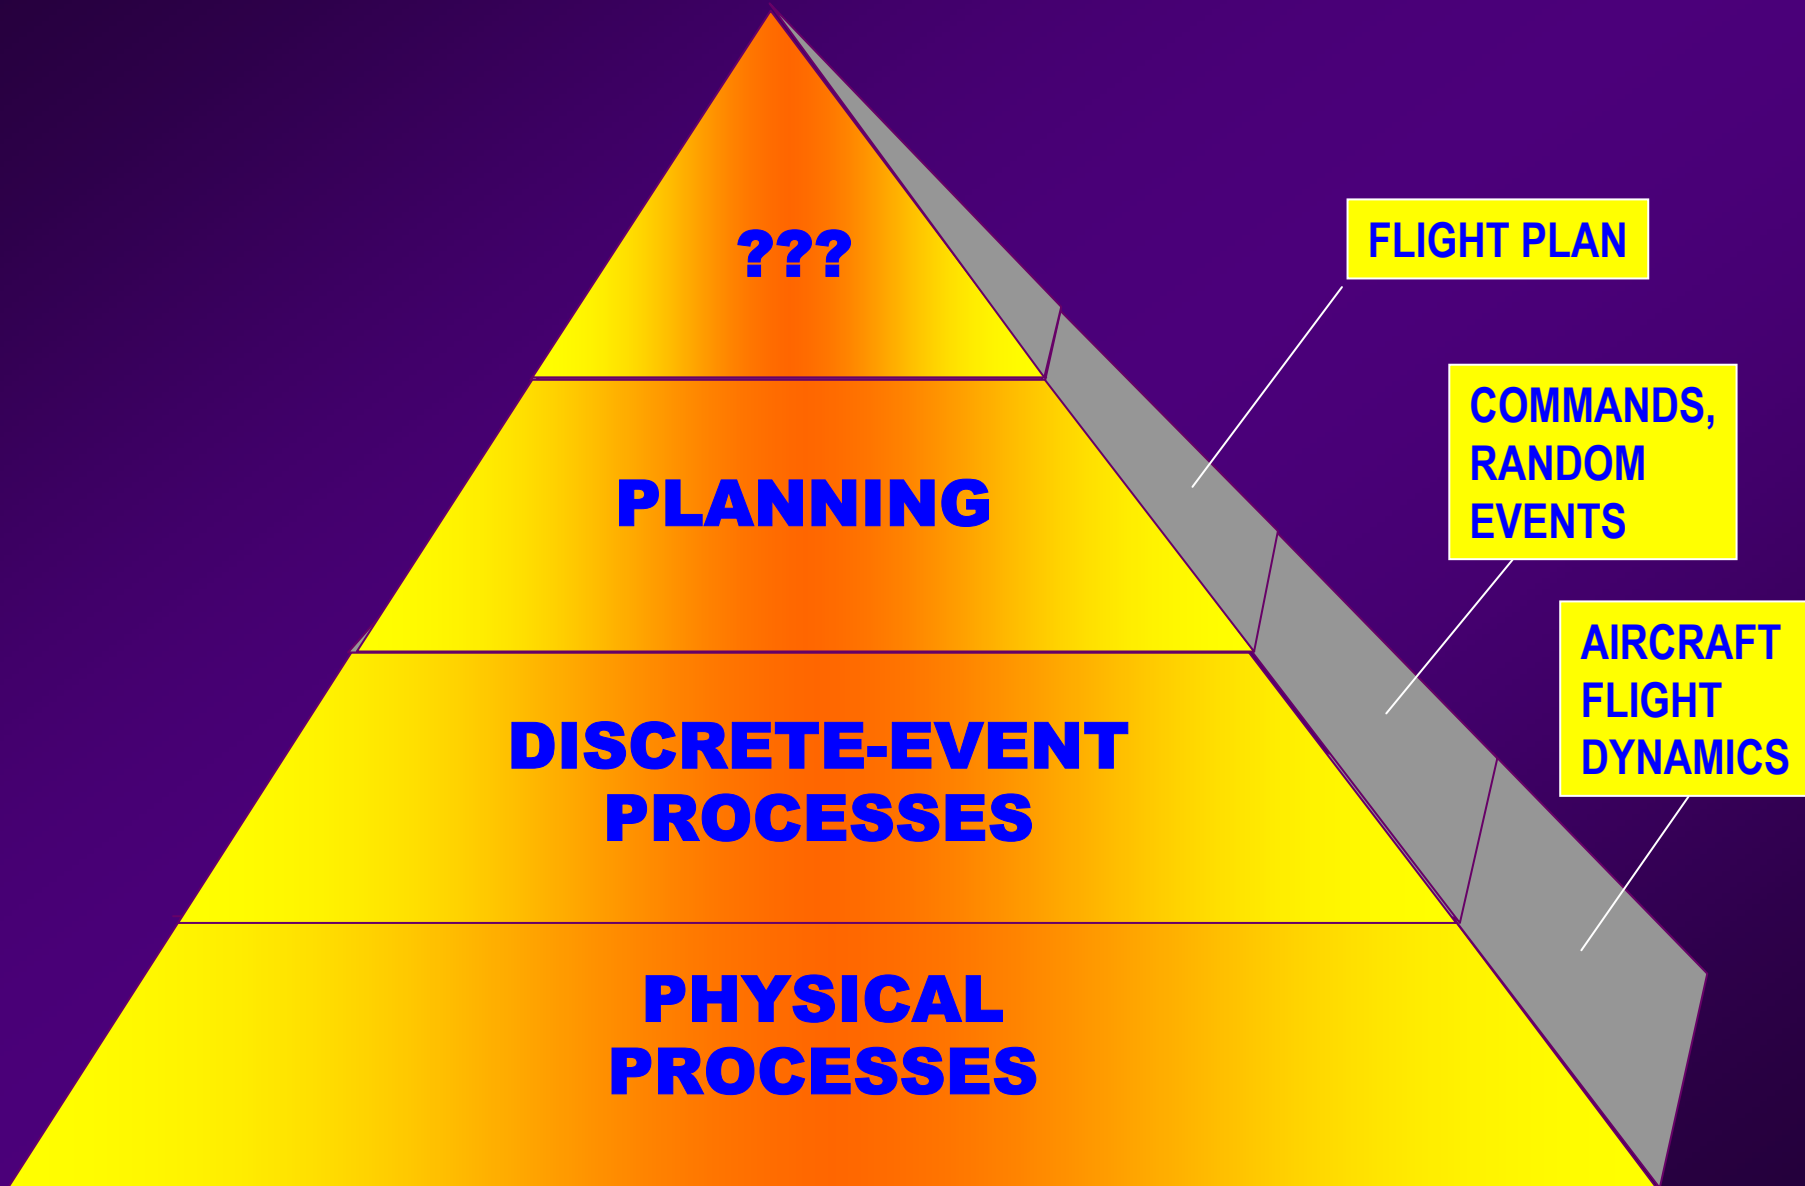 ???
FLIGHT PLAN
PLANNING
COMMANDS,
RANDOM
EVENTS
DISCRETE-EVENT
PROCESSES
AIRCRAFT
FLIGHT
DYNAMICS
PHYSICAL
PROCESSES